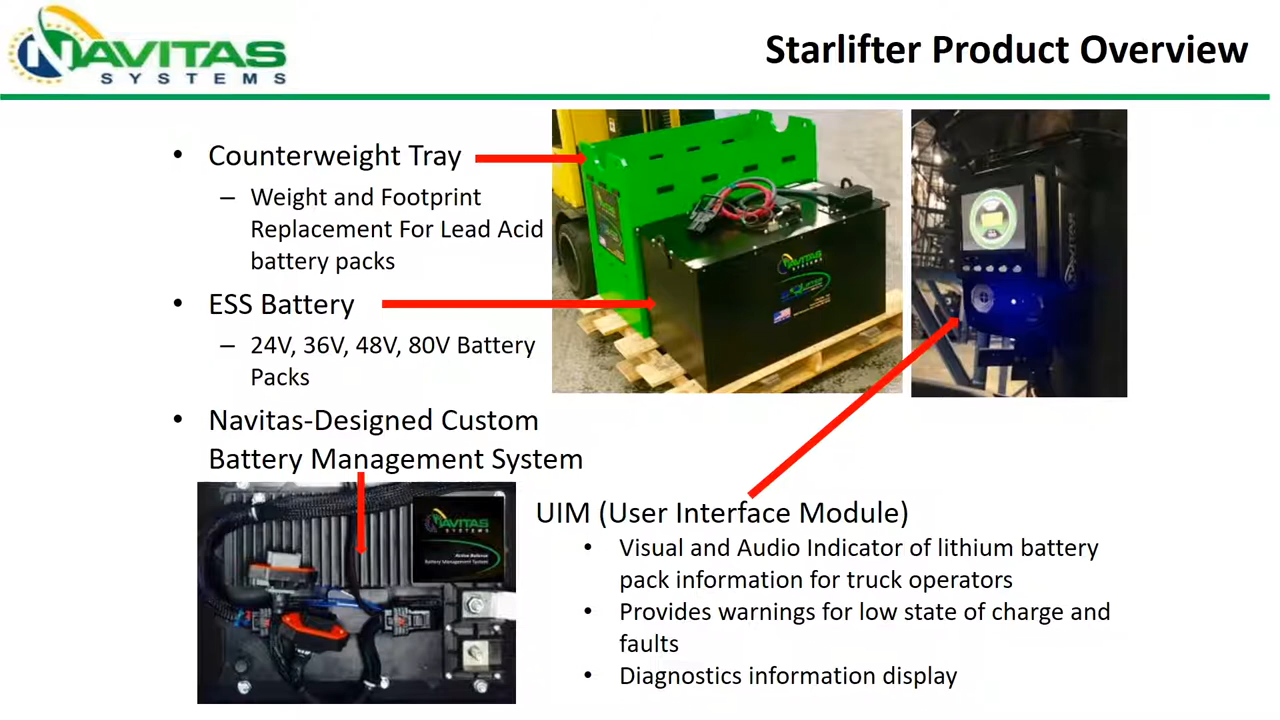 NAVITAS
SYSTEMS
Starlifter Product Overview
• Counterweight Tray
– Weight and Footprint
Replacement For Lead Acid
battery packs
• ESS Battery
– 24V, 36V, 48V, 80V Battery
Packs
• Navitas-Designed Custom
Battery Management System
NAVITAS
SYSTEMS
NAVITAS
NAVITAS
SYSTEMS
Active Balance
Battery Management System
UIM (User Interface Module)
• Visual and Audio Indicator of lithium battery
pack information for truck operators
• Provides warnings for low state of charge and
faults
• Diagnostics information display